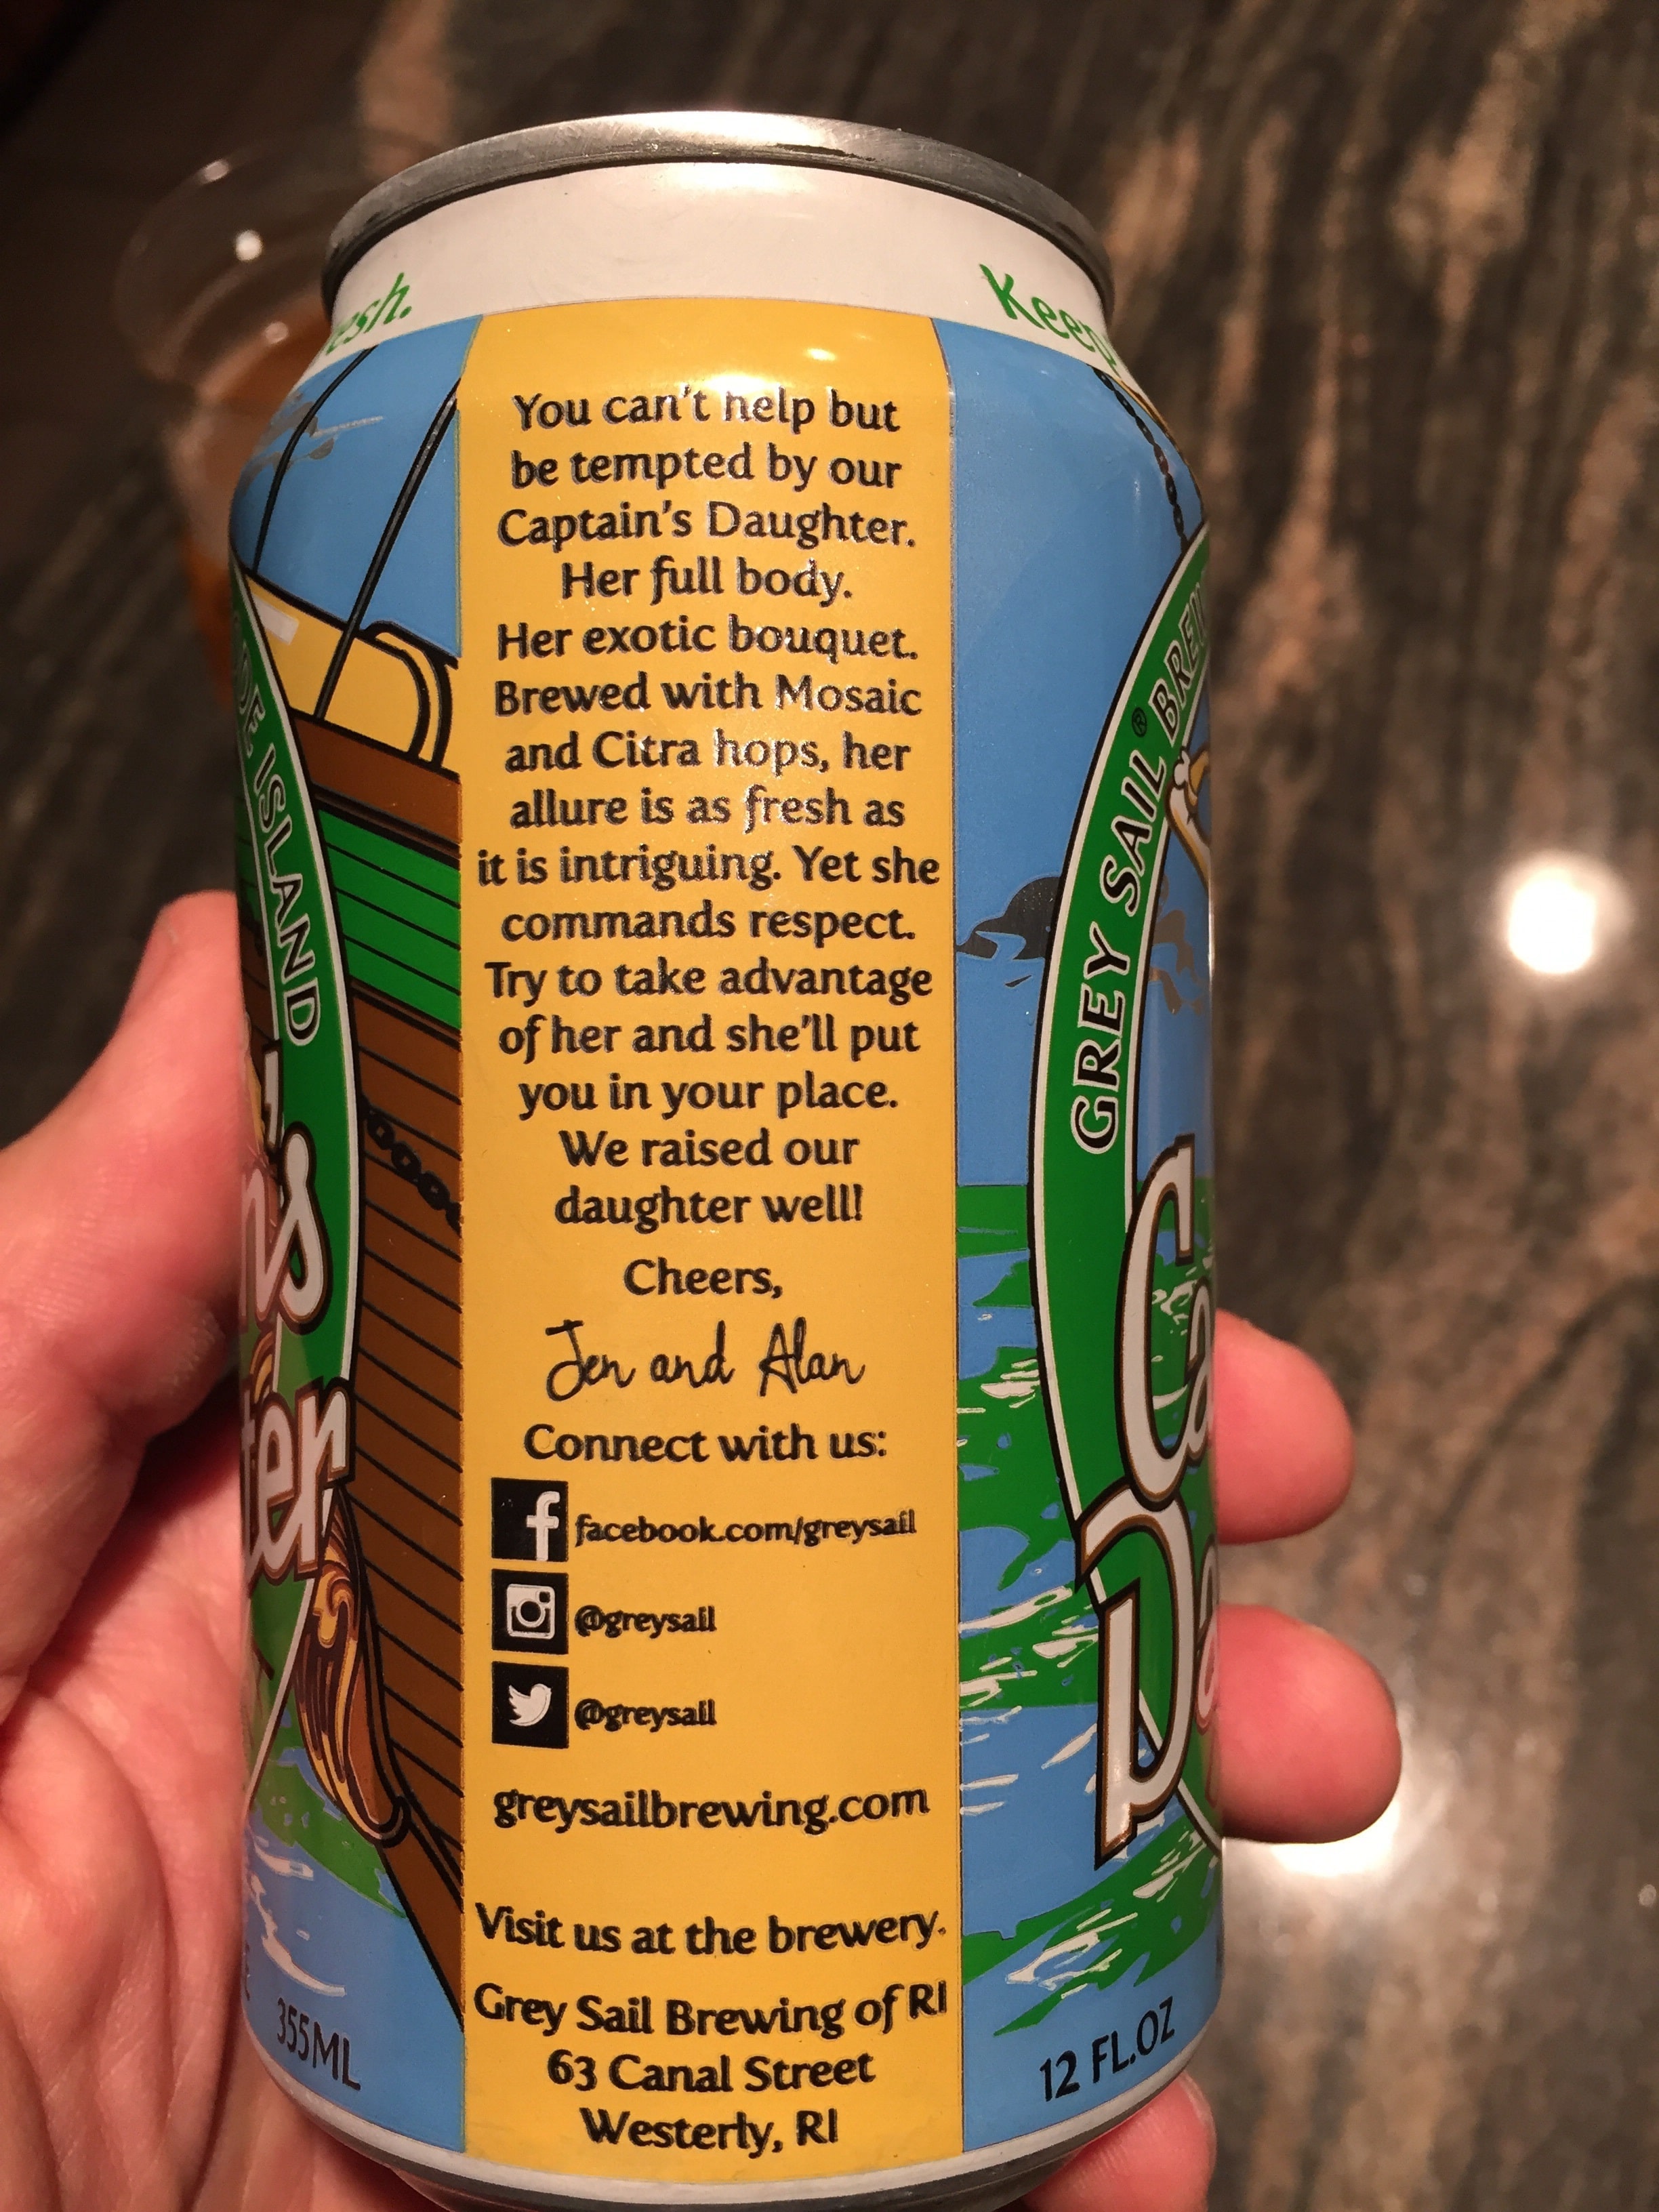 Keep
You can't help but
be tempted by our
Captain's Daughter.
Her full body.
Her exotic bouquet.
Brewed with Mosaic
and Citra hops, her
allure is as fresh as
it is intriguing. Yet she
commands respect.
Try to take advantage
of her and she'll put
you in your place.
We raised our
daughter well!
Cheers,
Jen and Alan
Connect with us:
f facebook.com/greysail
@greysail
@greysail
greysailbrewing.com
Visit us at the brewery.
Grey Sail Brewing of RI
63 Canal Street
Westerly, RI
ISLAND
355ML
GREY SAIL®
12 FL.OZ